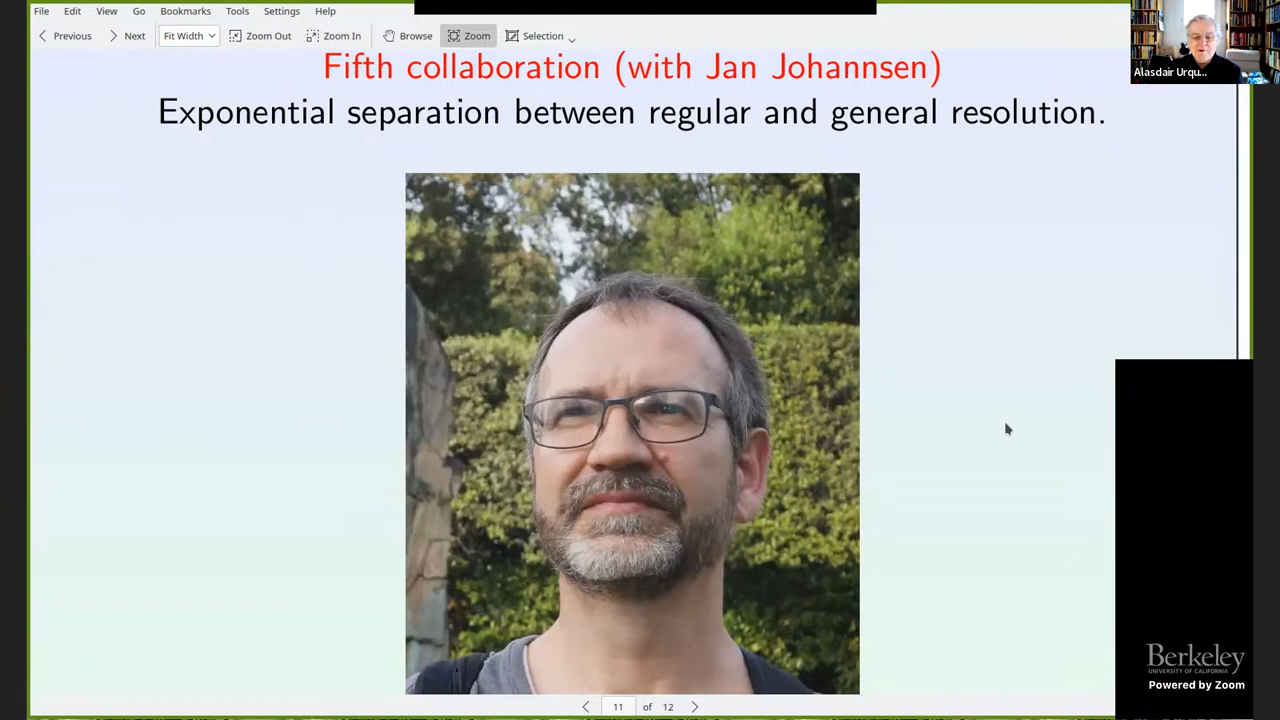 File Edit View Go Bookmarks Tools Settings Help
Previous Next Fit Width Zoom Out Zoom In Browse Zoom Selection
Fifth collaboration (with Jan Johannsen)
Exponential separation between regular and general resolution.
Alasdair Urqu...
Berkeley
UNIVERSITY OF CALIFORNIA
Powered by Zoom
11 of 12